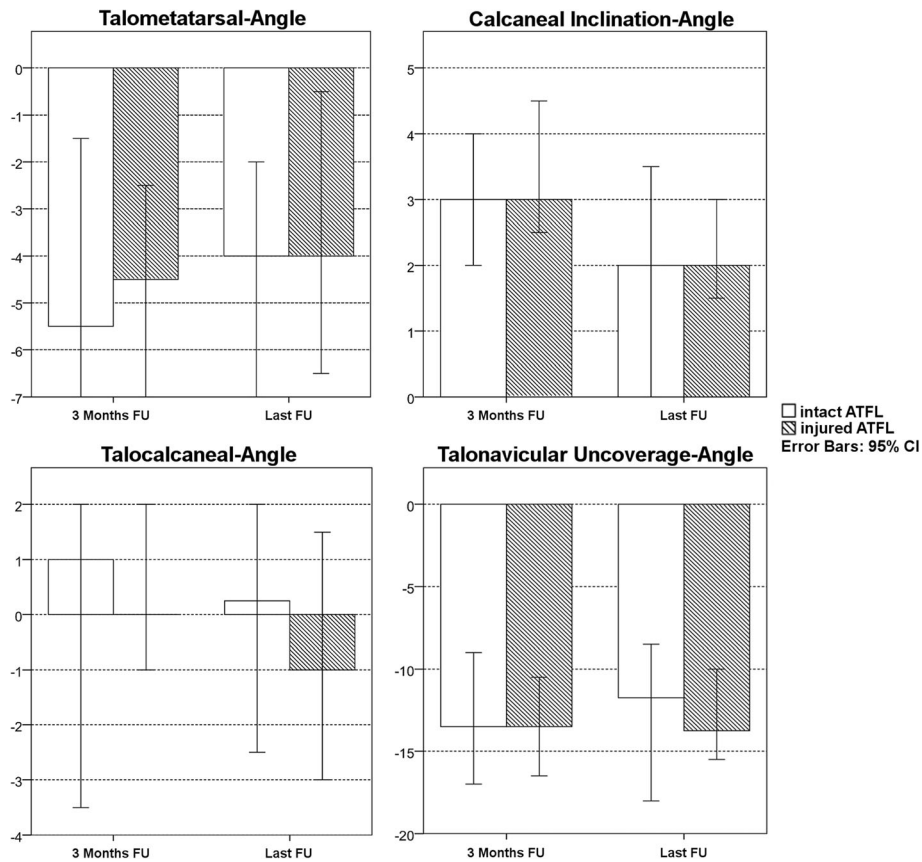 Talometatarsal-Angle
0
-1
-2
-3
-4
-5
-6
-7
3 Months FU Last FU
Calcaneal Inclination-Angle
5
4
3
2
1
0
3 Months FU Last FU
intact ATFL
injured ATFL
Error Bars: 95% CI
Talocalcaneal-Angle
2
1
0
-1
-2
-3
-4
3 Months FU Last FU
Talonavicular Uncoverage-Angle
0
-5
-10
-15
-20
3 Months FU Last FU